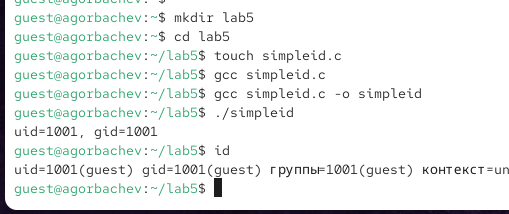 guest@agorbachev:~$ mkdir lab5
guest@agorbachev:~$ cd lab5
guest@agorbachev:~/lab5$ touch simpleid.c
guest@agorbachev:~/lab5$ gcc simpleid.c
guest@agorbachev:~/lab5$ gcc simpleid.c -o simpleid
guest@agorbachev:~/lab5$ ./simpleid
uid=1001, gid=1001
guest@agorbachev:~/lab5$ id
uid=1001(guest) gid=1001(guest) группы=1001(guest) контекст=un
guest@agorbachev:~/lab5$